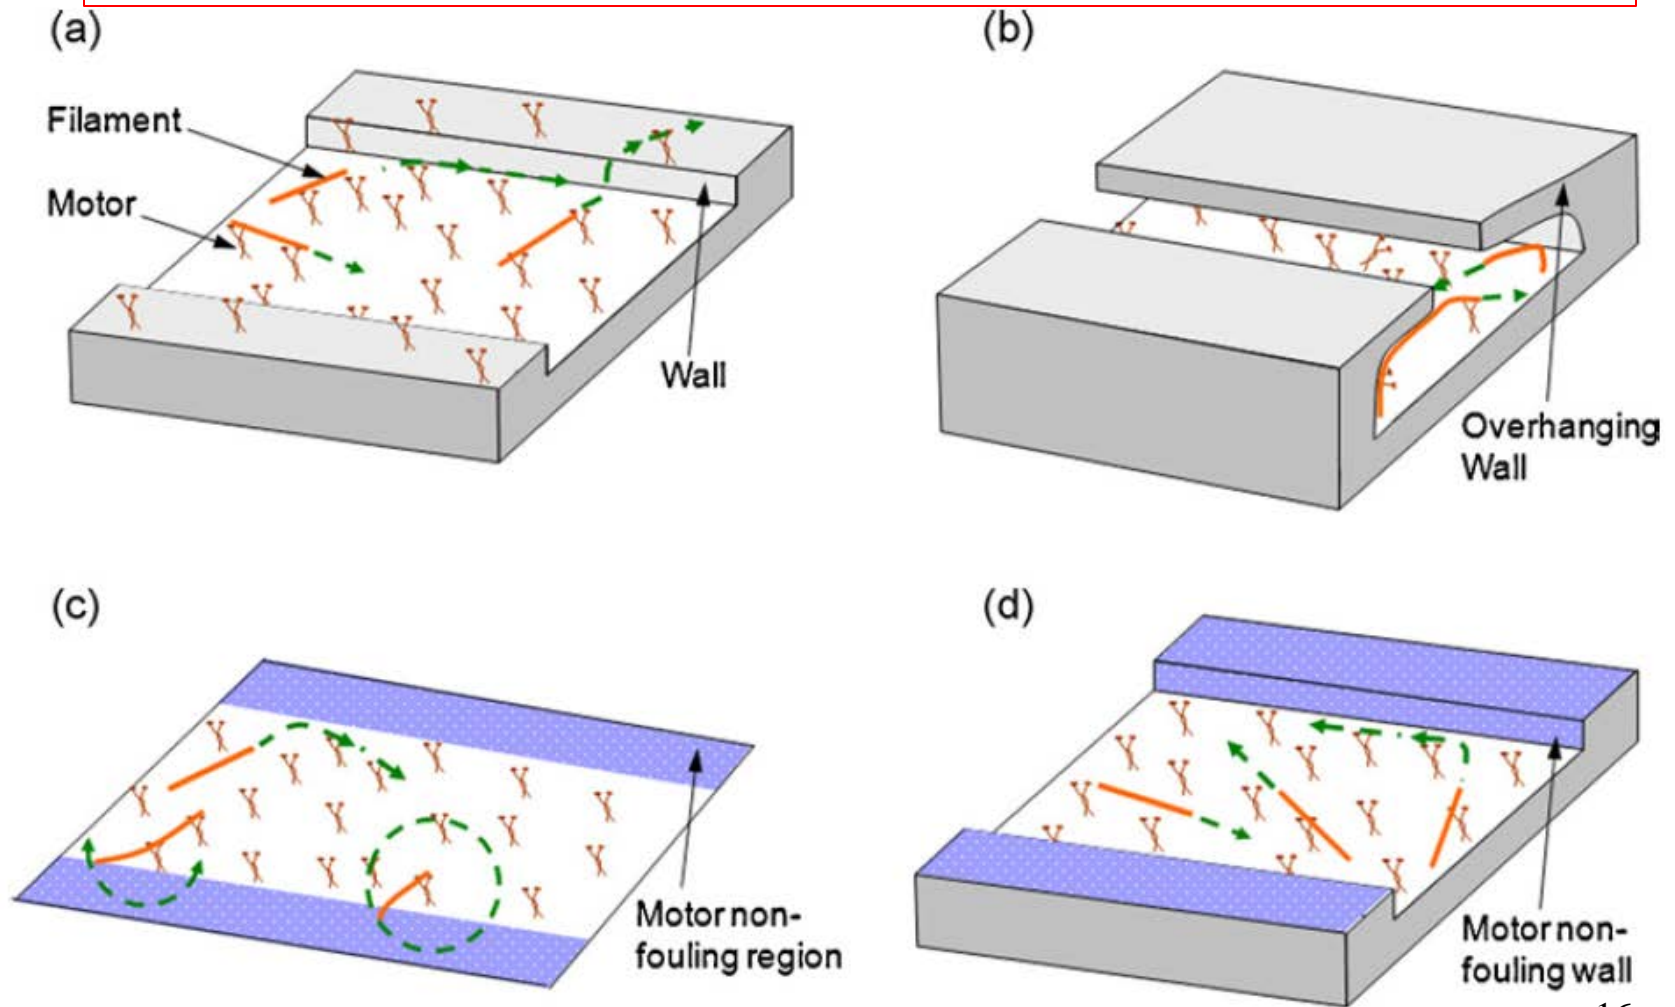 (a)
(b)
Filament
Motor
Wall
Overhanging
Wall
(c)
(d)
Motor non-
fouling region
Motor non-
fouling wall